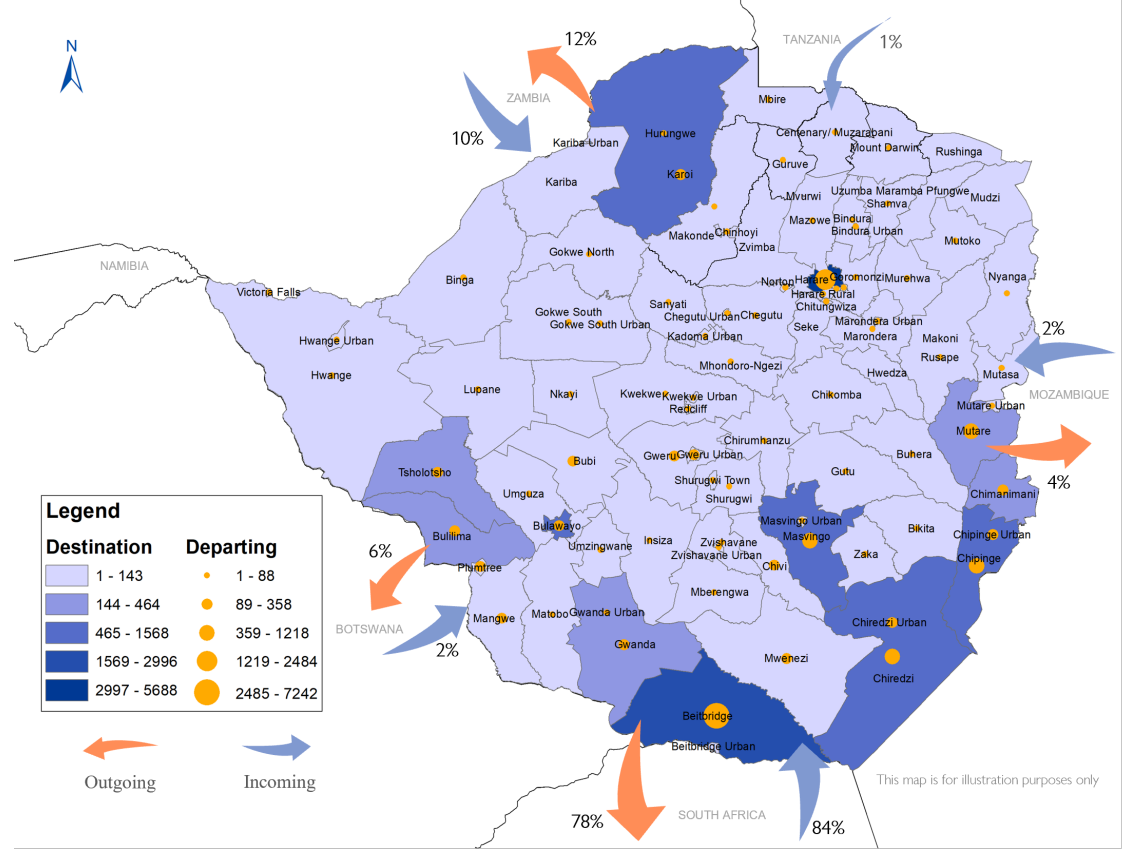 12%
TANZANIA
1%
N
ZAMBIA
Mbire
10%
Hurungwe
Centenary/ Muzarabani
Kariba Urban
Mount Darwin
Rushinga
Guruve
Karoi
Kariba
Uzumba Maramba Pfungwe
Mvurwi
Mudzi
Shamva
Mazowe
Bindura
Bindura Urban
Makonde
Chinhoyi
Zvimba
Mutoko
Gokwe North
NAMIBIA
Binga
Norton
Harare
Goromonzi
Murehwa
Nyanga
Victoria Falls
Harare Rural
Sanyati
Chitungwiza
Gokwe South
Chegutu Urban
Chegutu
Gokwe South Urban
Seke
Marondera Urban
2%
Hwange Urban
Kadoma Urban
Marondera
Makoni
Rusape
Mhondoro-Ngezi
Hwange
Hwedza
Mutasa
Lupane
Nkayi
Kwekwe
Kwekwe Urban
Chikomba
MOZAMBIQUE
Redcliff
Mutare Urban
Mutare
Chirumhanzu
Gweru
Gweru Urban
Buhera
Bubi
Tsholotsho
Gutu
4%
Shurugwi Town
Umguza
Shurugwi
Chimanimani
Legend
Masvingo Urban
Bulawayo
Bikita
Chipinge Urban
Bulilima
Masvingo
Destination
Departing
6%
Umzingwane
Insiza
Zvishavane
Zvishavane Urban
Zaka
Chipinge
Plumtree
Chivi
1 - 143
1 - 88
Mberengwa
144 - 464
89 - 358
Mangwe
Matobo
Gwanda Urban
Chiredzi Urban
BOTSWANA
465 - 1568
359 - 1218
2%
Gwanda
Mwenezi
1569 - 2996
1219 - 2484
Chiredzi
2997 - 5688
2485 - 7242
Beitbridge
Beitbridge Urban
Outgoing
Incoming
This map is for illustration purposes only
78%
SOUTH AFRICA
84%